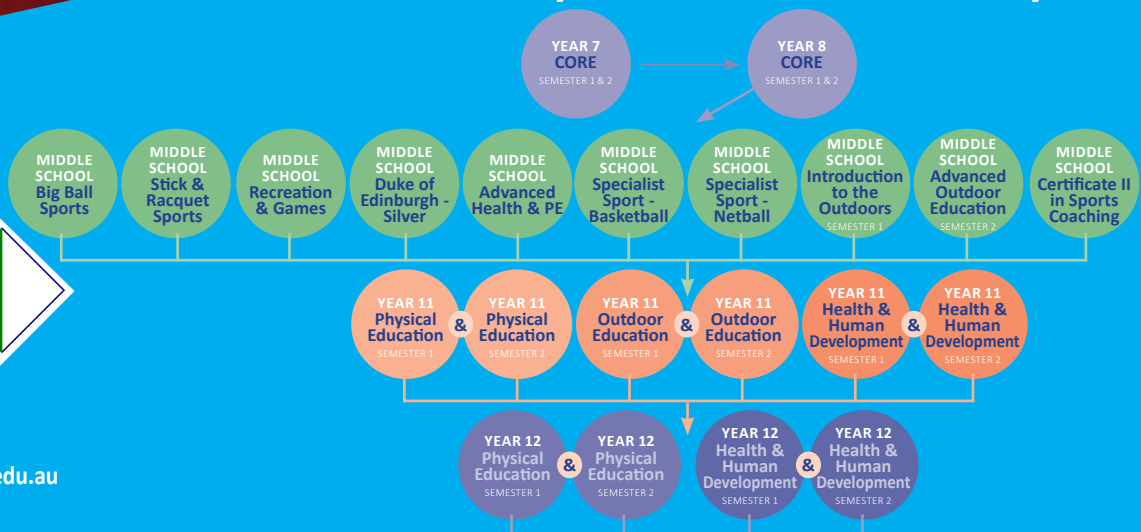 YEAR 7
CORE
SEMESTER 1 & 2
YEAR 8
CORE
SEMESTER 1 & 2
MIDDLE
SCHOOL
Big Ball
Sports
MIDDLE
SCHOOL
Stick &
Racquet
Sports
MIDDLE
SCHOOL
Recreation
& Games
MIDDLE
SCHOOL
Duke of
Edinburgh -
Silver
MIDDLE
SCHOOL
Advanced
Health & PE
MIDDLE
SCHOOL
Specialist
Sport -
Basketball
MIDDLE
SCHOOL
Specialist
Sport -
Netball
MIDDLE
SCHOOL
Introduction
to the
Outdoors
SEMESTER 1
MIDDLE
SCHOOL
Advanced
Outdoor
Education
SEMESTER 2
MIDDLE
SCHOOL
Certificate II
in Sports
Coaching
YEAR 11
Physical
Education
SEMESTER 1
&
YEAR 11
Physical
Education
SEMESTER 2
YEAR 11
Outdoor
Education
SEMESTER 1
&
YEAR 11
Outdoor
Education
SEMESTER 2
YEAR 11
Health &
Human
Development
SEMESTER 1
&
YEAR 11
Health &
Human
Development
SEMESTER 2
YEAR 12
Physical
Education
SEMESTER 1
&
YEAR 12
Physical
Education
SEMESTER 2
YEAR 12
Health &
Human
Development
SEMESTER 1
&
YEAR 12
Health &
Human
Development
SEMESTER 2
edu.au